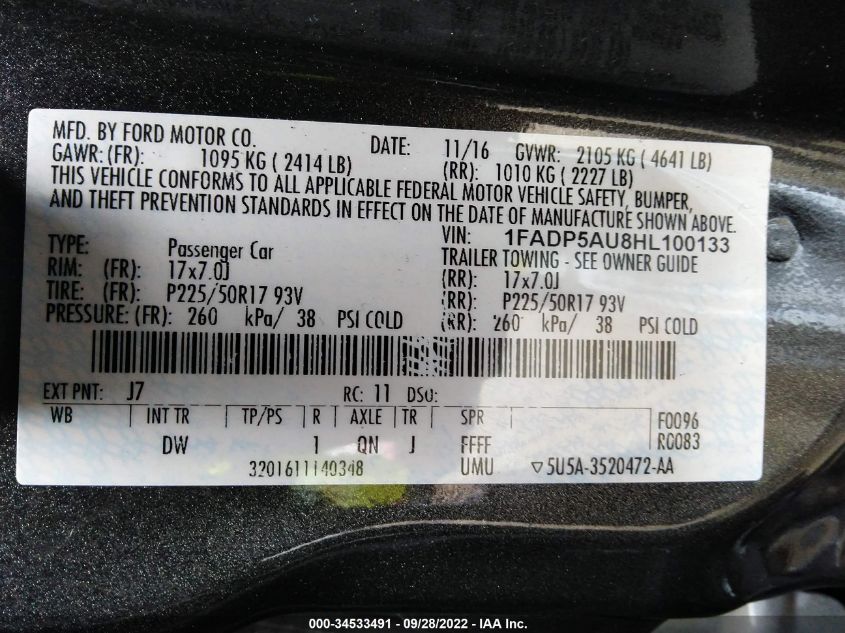 MFD. BY FORD MOTOR CO. DATE: 11/16 GVWR: 2105 KG ( 4641 LB)
GAWR: (FR): 1095 KG ( 2414 LB) (RR): 1010 KG ( 2227 LB)
THIS VEHICLE CONFORMS TO ALL APPLICABLE FEDERAL MOTOR VEHICLE SAFETY, BUMPER,
AND THEFT PREVENTION STANDARDS IN EFFECT ON THE DATE OF MANUFACTURE SHOWN ABOVE.
VIN: 1FADP5AU8HL100133
TYPE: Passenger Car TRAILER TOWING - SEE OWNER GUIDE
RIM: (FR): 17x7.0J (RR): 17x7.0J
TIRE: (FR): P225/50R17 93V (RR): P225/50R17 93V
PRESSURE: (FR): 260 kPa/ 38 PSI COLD (RR): 260 kPa/ 38 PSI COLD
EXT PNT: J7 RC: 11 DSO:
WB INT TR TP/PS R AXLE TR SPR F0096
DW 1 QN J FFFF R0083
3201611140348 UMU ▽5U5A-3520472-AA
000-34533491 - 09/28/2022 - IAA Inc.